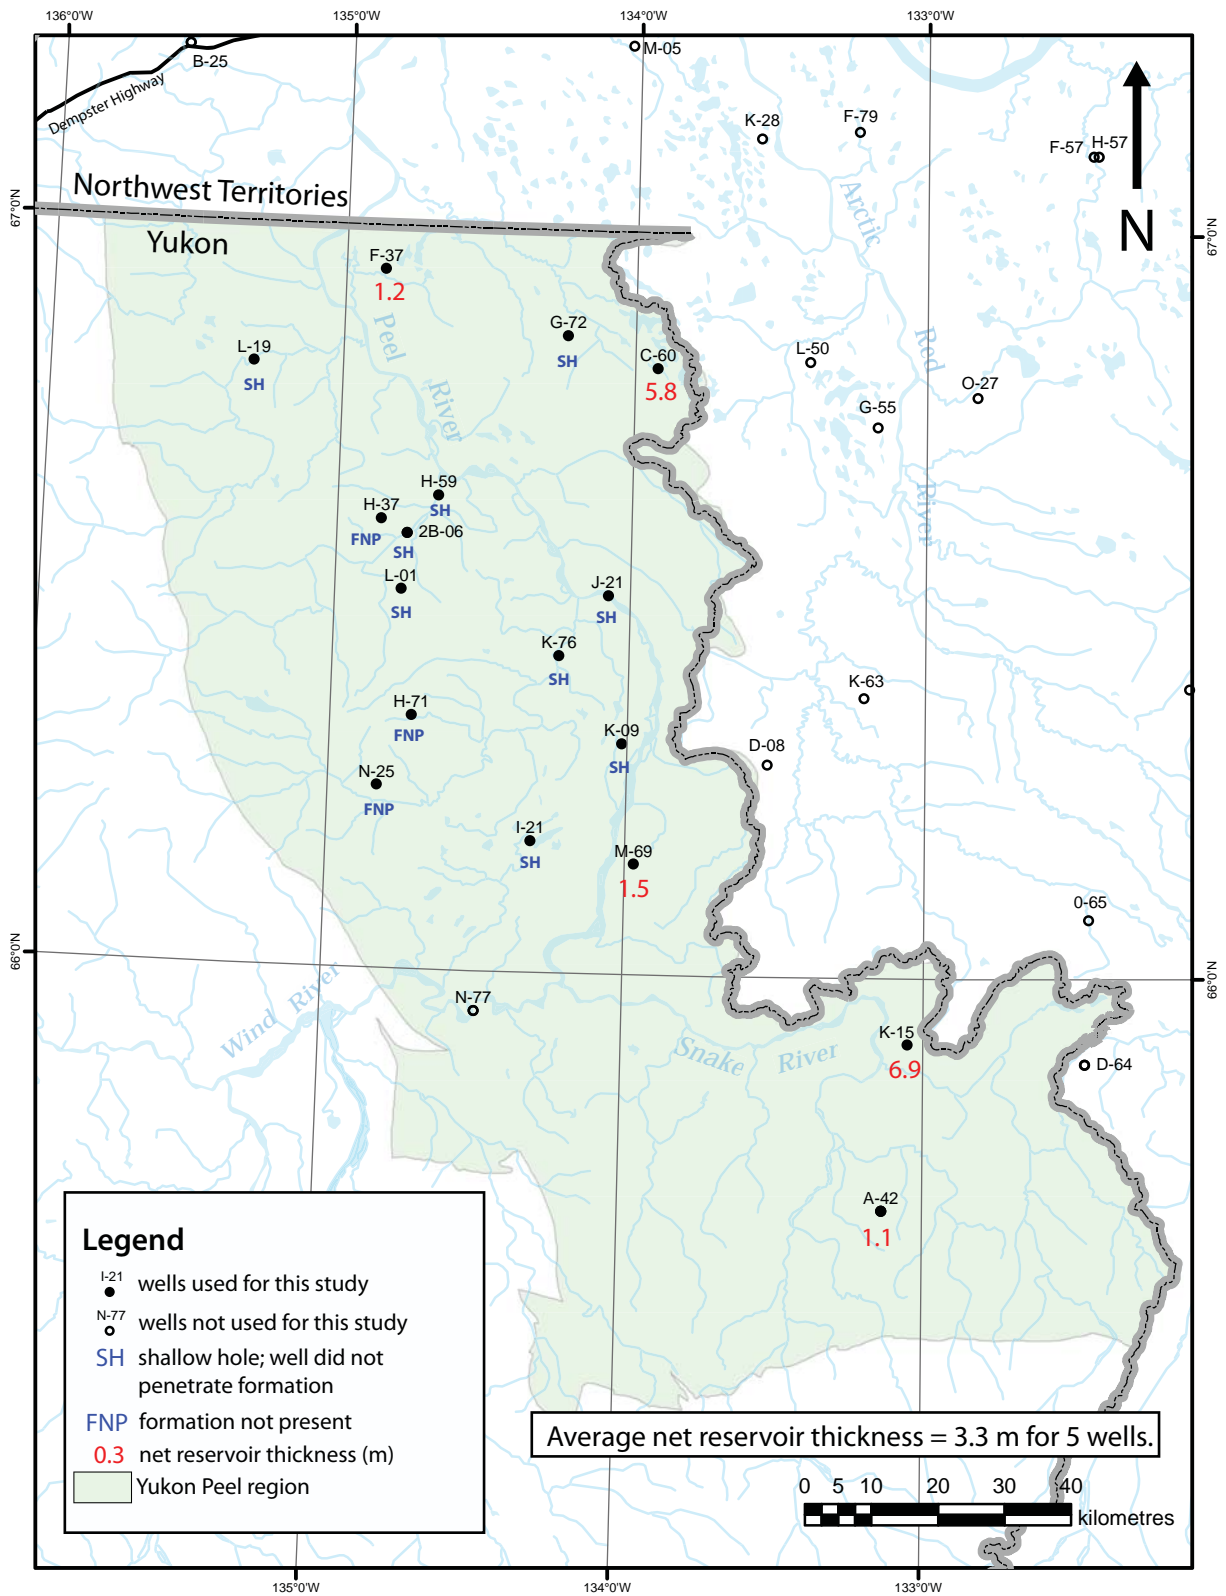 136°0'W
135°0'W
134°0'W
133°0'W
B-25
M-05
Dempster Highway
K-28
F-79
F-57
H-57
Northwest Territories
Arctic
N
67°0'N
67°0'N
Yukon
F-37
1.2
Peel
G-72
SH
L-19
SH
C-60
5.8
L-50
Red
O-27
G-55
River
H-59
SH
H-37
FNP
2B-06
SH
River
L-01
SH
J-21
SH
K-76
SH
K-63
H-71
FNP
K-09
SH
D-08
N-25
FNP
I-21
SH
M-69
1.5
0-65
66°0'N
66°0'N
Wind River
N-77
Snake River
K-15
6.9
D-64
A-42
1.1
Legend
I-21 wells used for this study
N-77 wells not used for this study
SH shallow hole; well did not
penetrate formation
FNP formation not present
0.3 net reservoir thickness (m)
Yukon Peel region
Average net reservoir thickness = 3.3 m for 5 wells.
0 5 10 20 30 40
kilometres
135°0'W
134°0'W
133°0'W